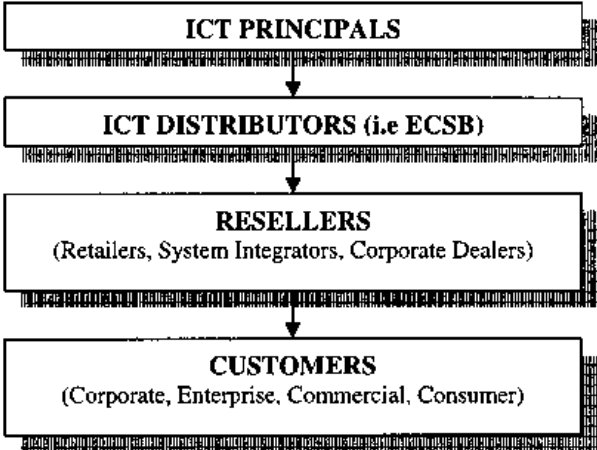 ICT PRINCIPALS
ICT DISTRIBUTORS (i.e ECSB)
RESELLERS
(Retailers, System Integrators, Corporate Dealers)
CUSTOMERS
(Corporate, Enterprise, Commercial, Consumer)